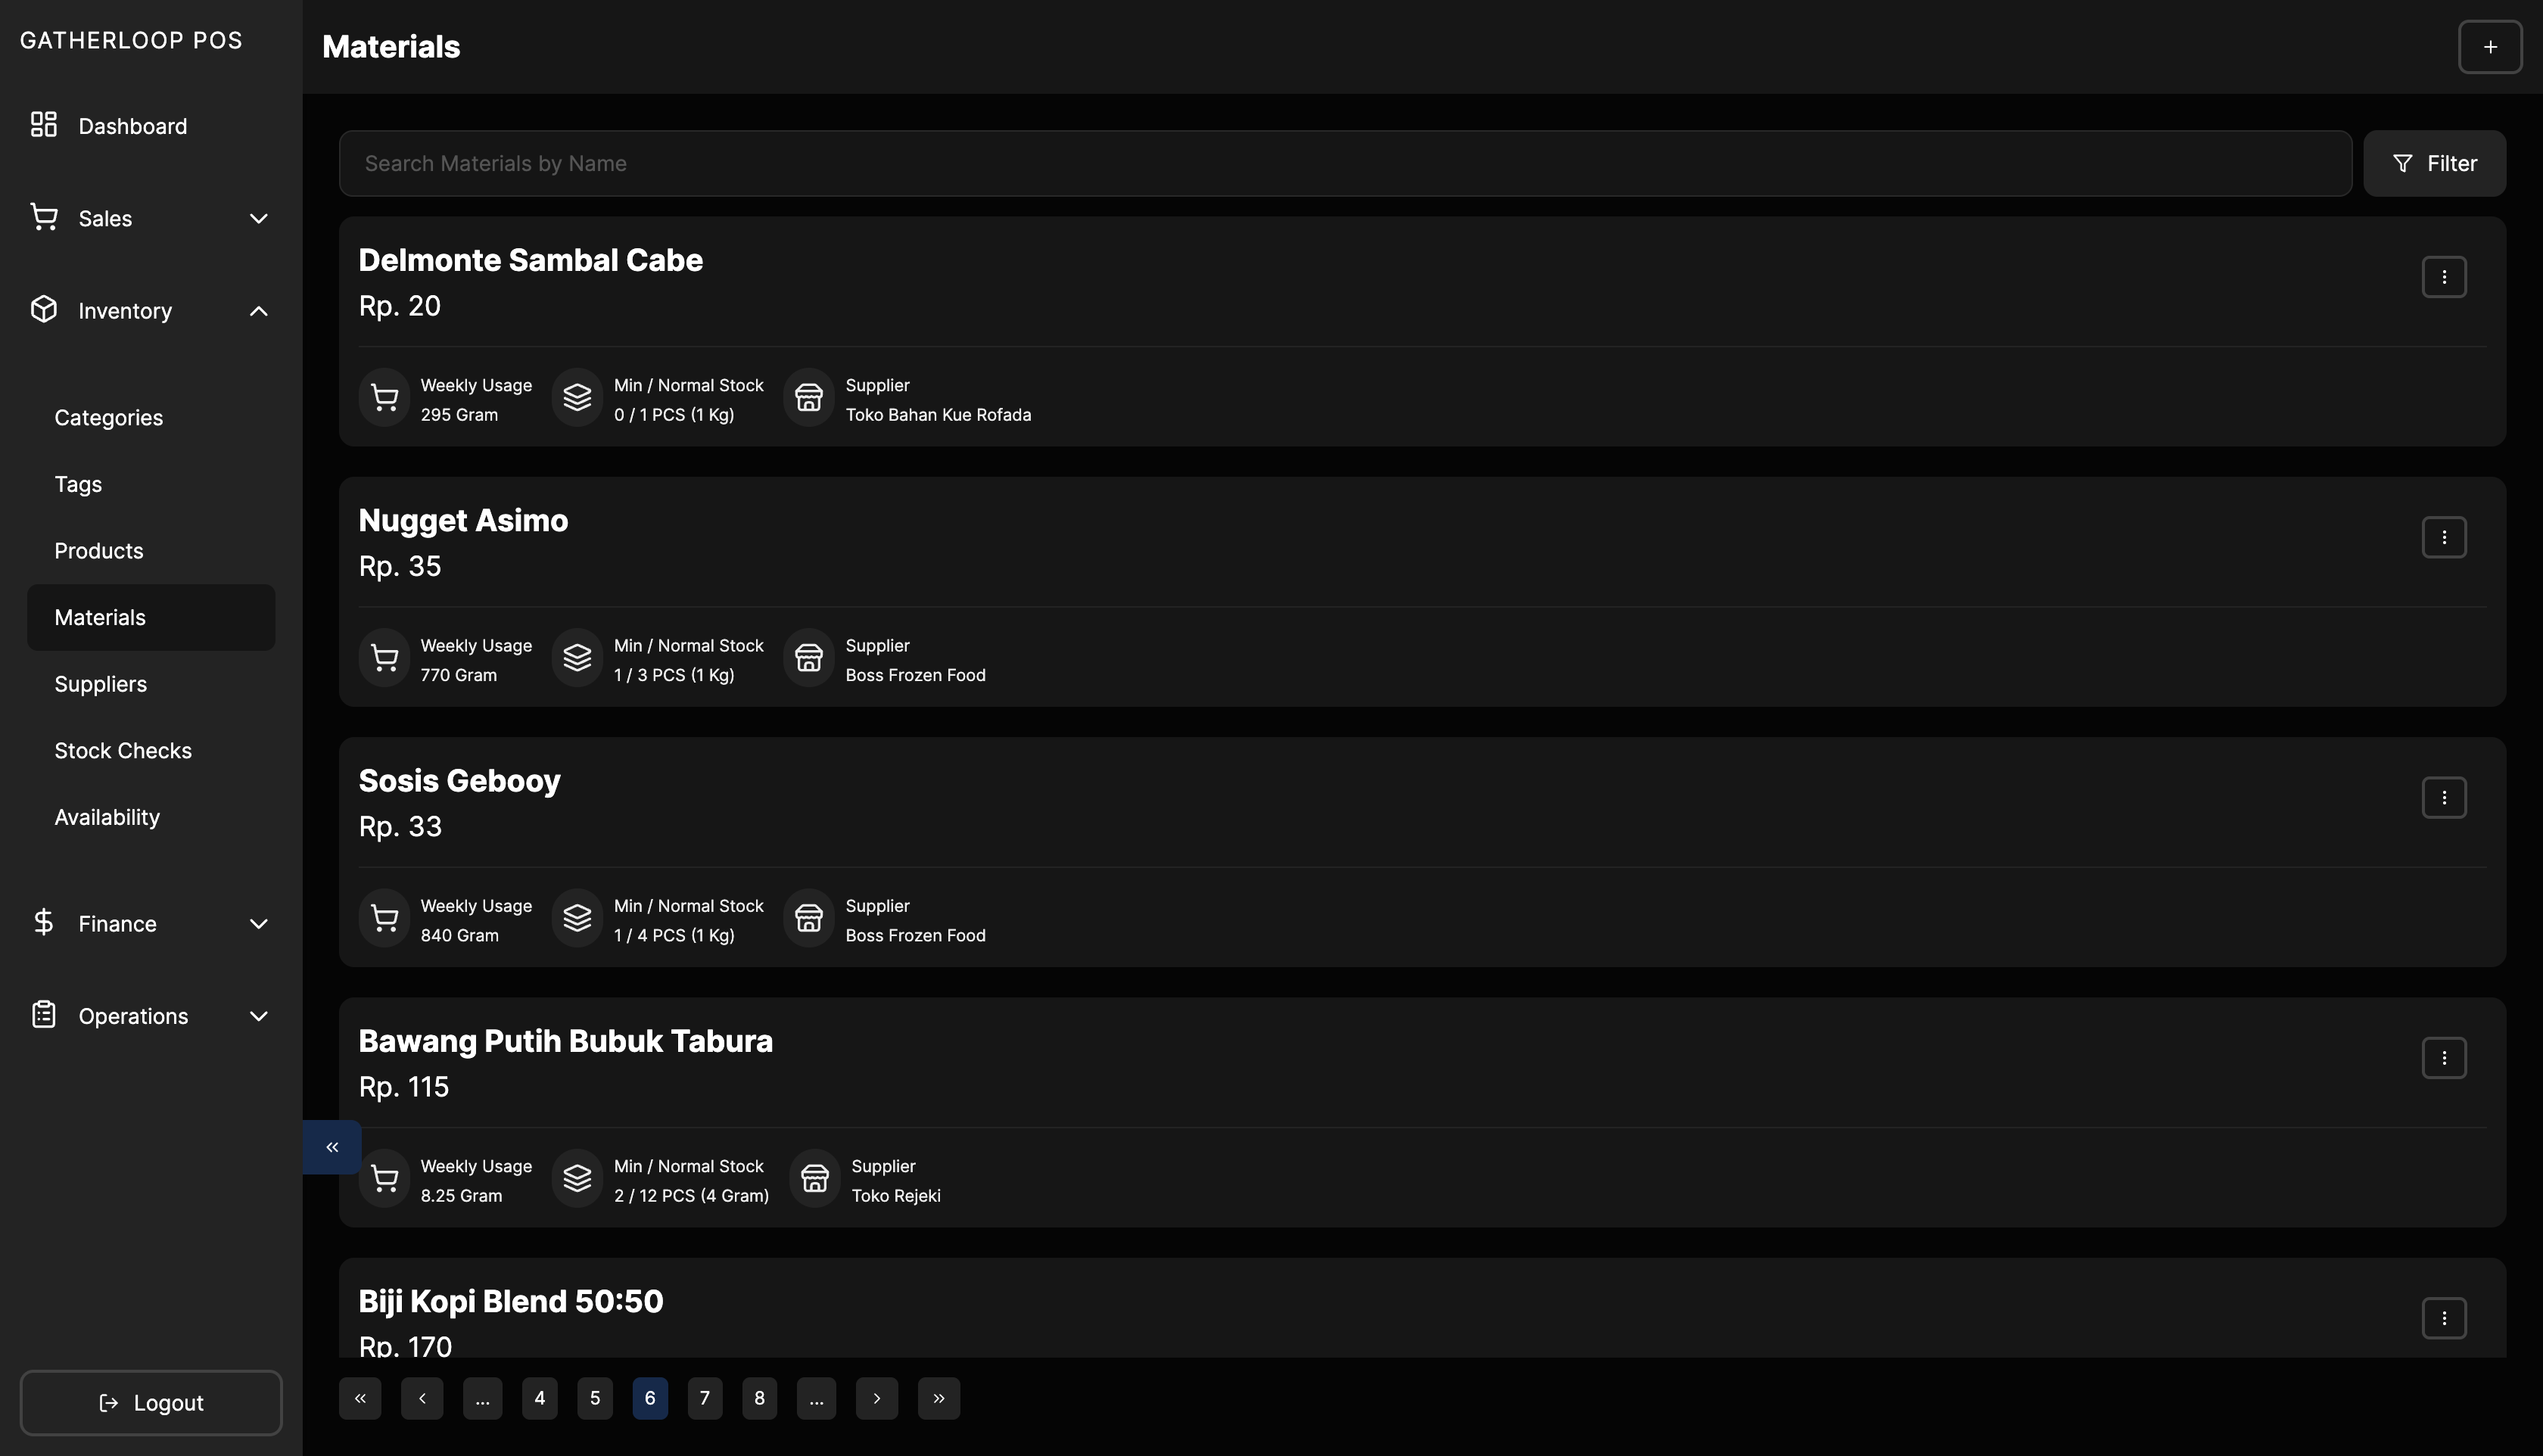 GATHERLOOP POS
Dashboard
Sales
Inventory
Categories
Tags
Products
Materials
Suppliers
Stock Checks
Availability
Finance
Operations
Logout
Materials
+
Search Materials by Name
Filter
Delmonte Sambal Cabe
Rp. 20
Weekly Usage
295 Gram
Min / Normal Stock
0 / 1 PCS (1 Kg)
Supplier
Toko Bahan Kue Rofada
Nugget Asimo
Rp. 35
Weekly Usage
770 Gram
Min / Normal Stock
1 / 3 PCS (1 Kg)
Supplier
Boss Frozen Food
Sosis Gebooy
Rp. 33
Weekly Usage
840 Gram
Min / Normal Stock
1 / 4 PCS (1 Kg)
Supplier
Boss Frozen Food
Bawang Putih Bubuk Tabura
Rp. 115
«
Weekly Usage
8.25 Gram
Min / Normal Stock
2 / 12 PCS (4 Gram)
Supplier
Toko Rejeki
Biji Kopi Blend 50:50
Rp. 170
« ‹ ... 4 5 6 7 8 ... › »